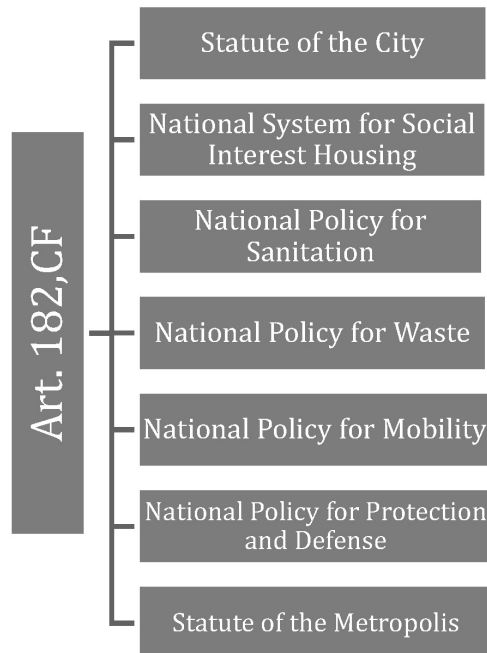 Art. 182,CF
Statute of the City
National System for Social
Interest Housing
National Policy for
Sanitation
National Policy for Waste
National Policy for Mobility
National Policy for Protection
and Defense
Statute of the Metropolis